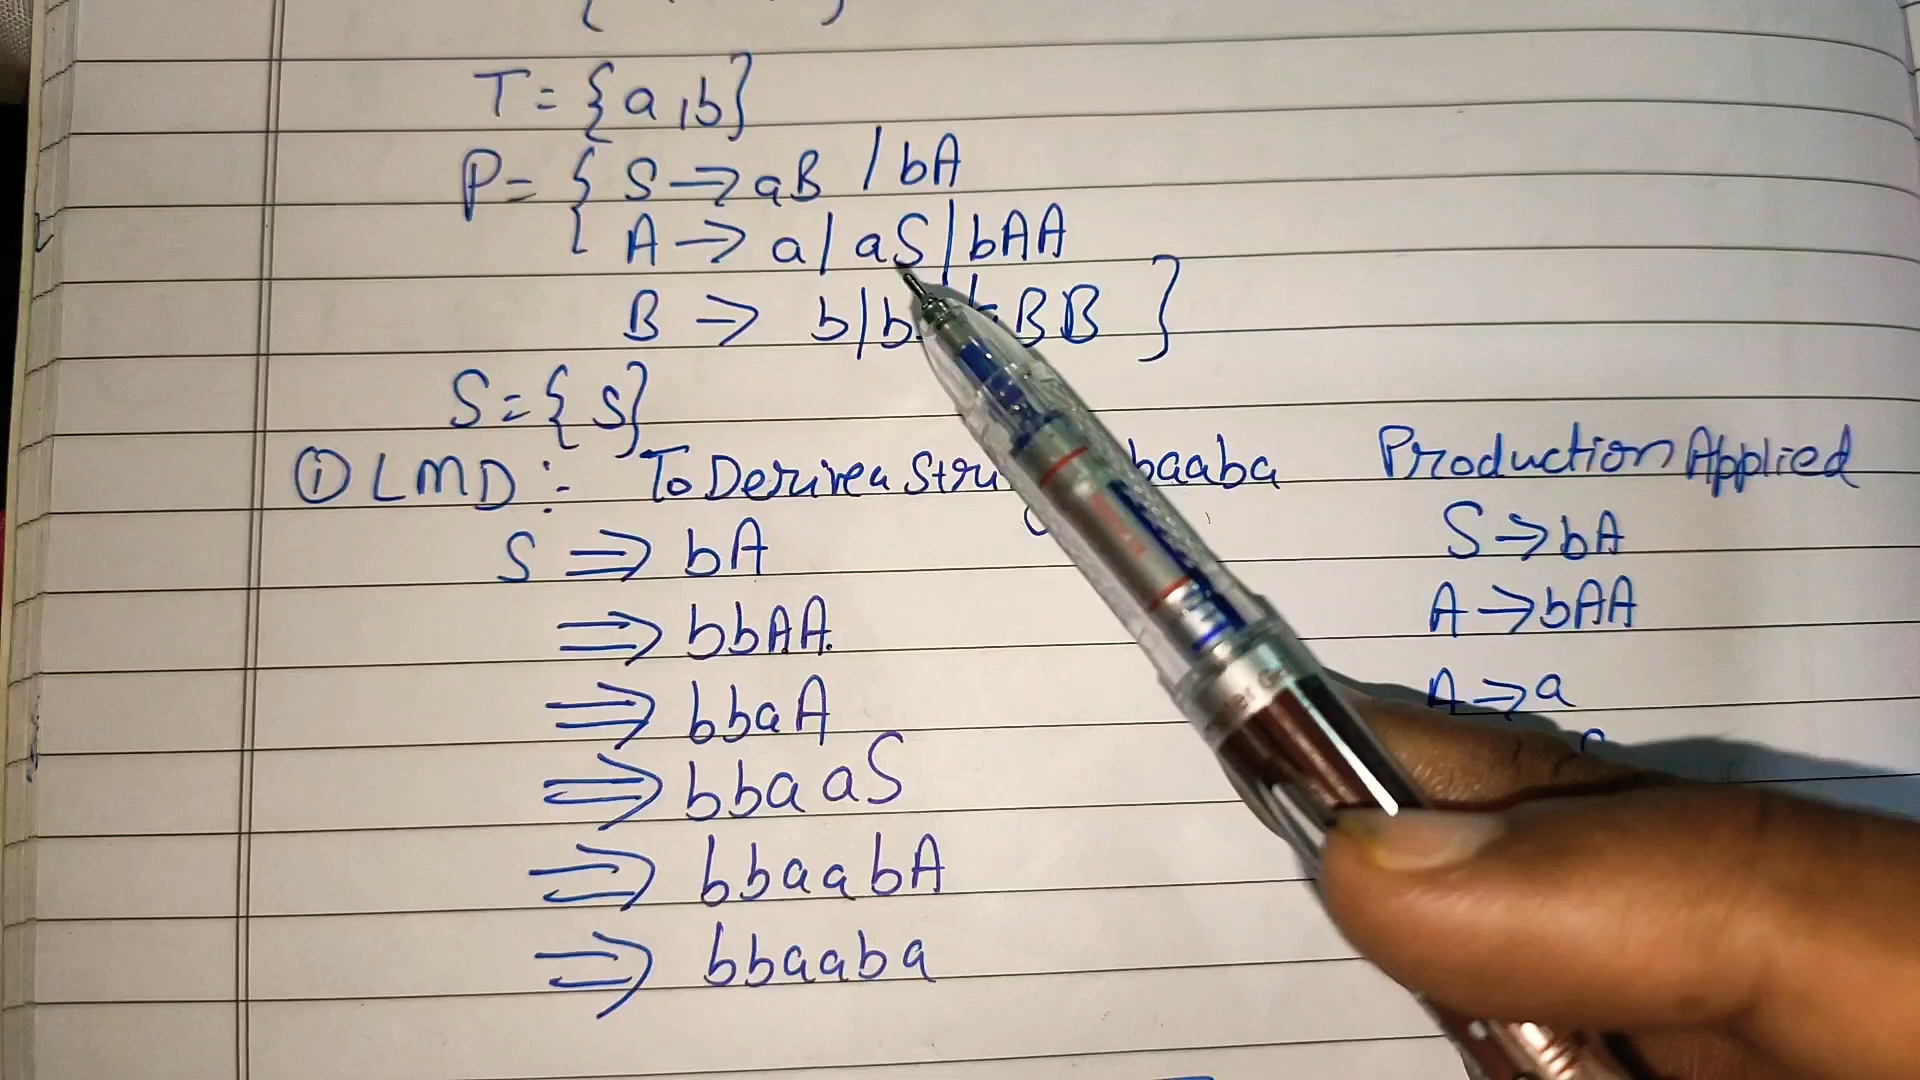 T = {a, b}
P = { S → aB / bA
A → a | aS | bAA
B → b | b BB }
S = {S}
① LMD :- To Derive a baaba Production Applied
S ⇒ bA S → bA
⇒ bbAA. A → bAA
⇒ bbaA A → a
⇒ bbaaS
⇒ bbaabA
⇒ bbaaba